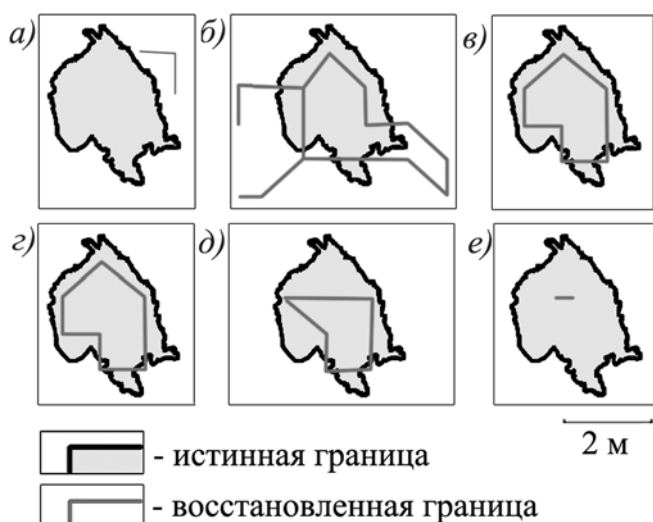 а) б) в)
г) д) е)
2 м
- истинная граница
- восстановленная граница